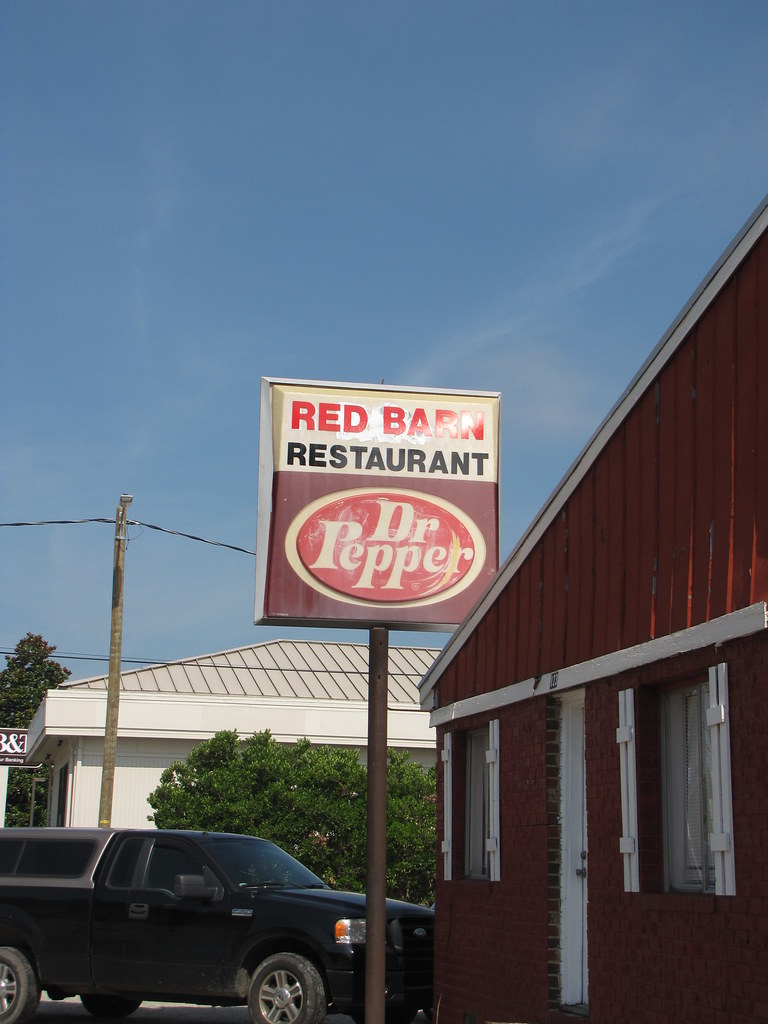 RED BARN
RESTAURANT
Dr
Pepper
B&T